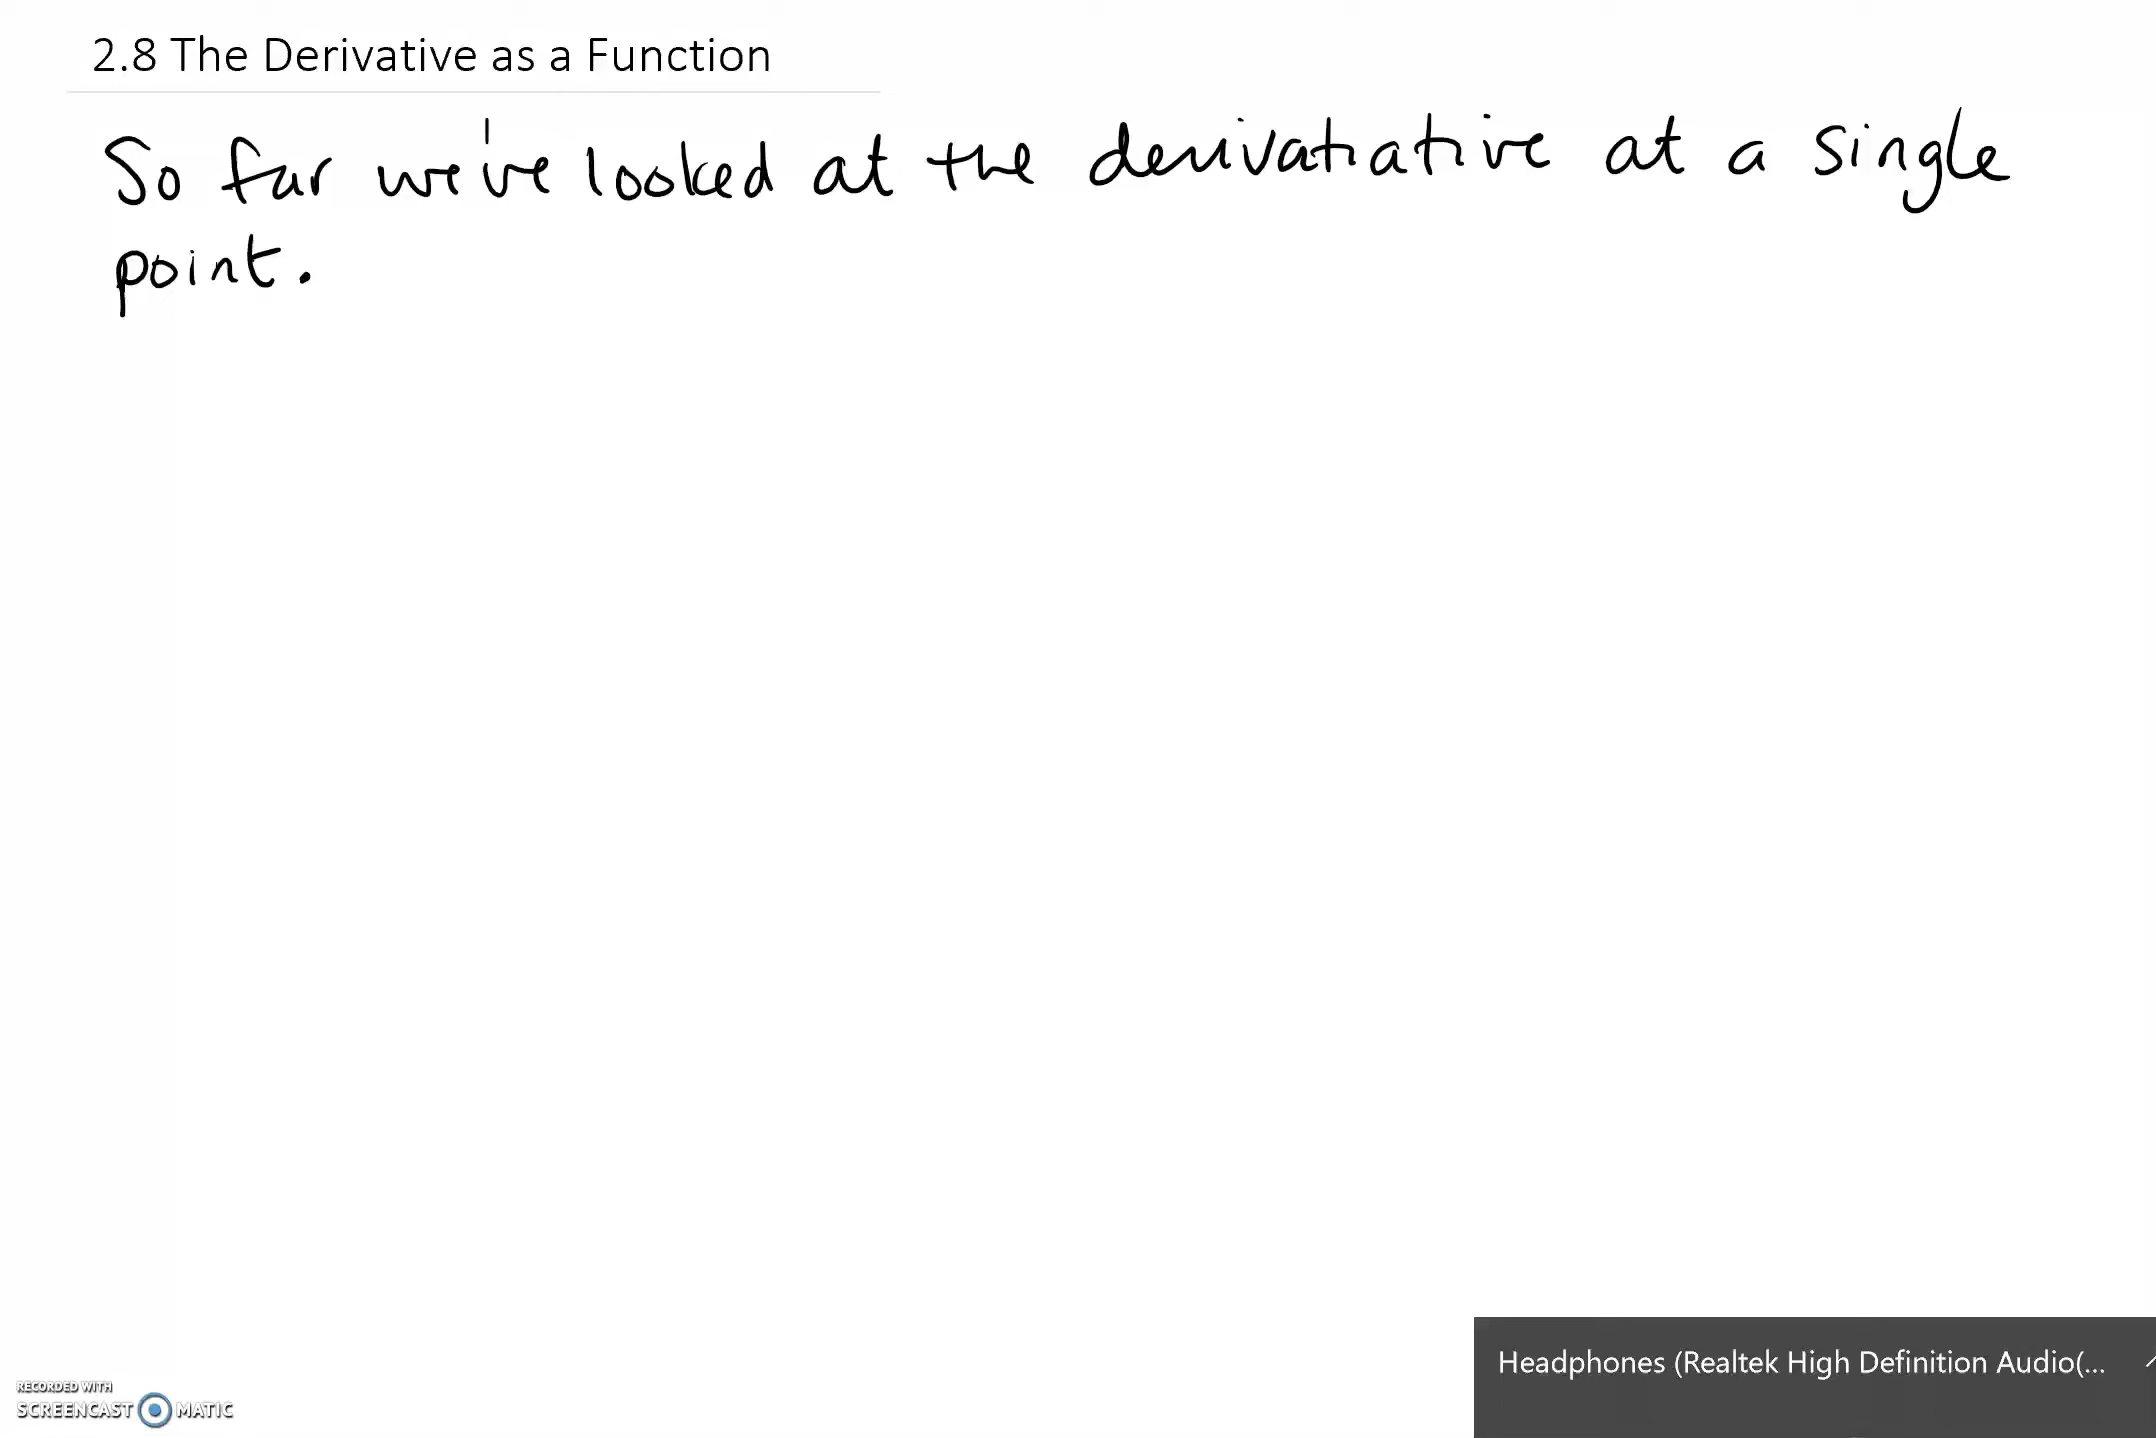 2.8 The Derivative as a Function
So far we've looked at the derivatiative at a single
point.
Headphones (Realtek High Definition Audio(...
RECORDED WITH
SCREENCAST MATIC